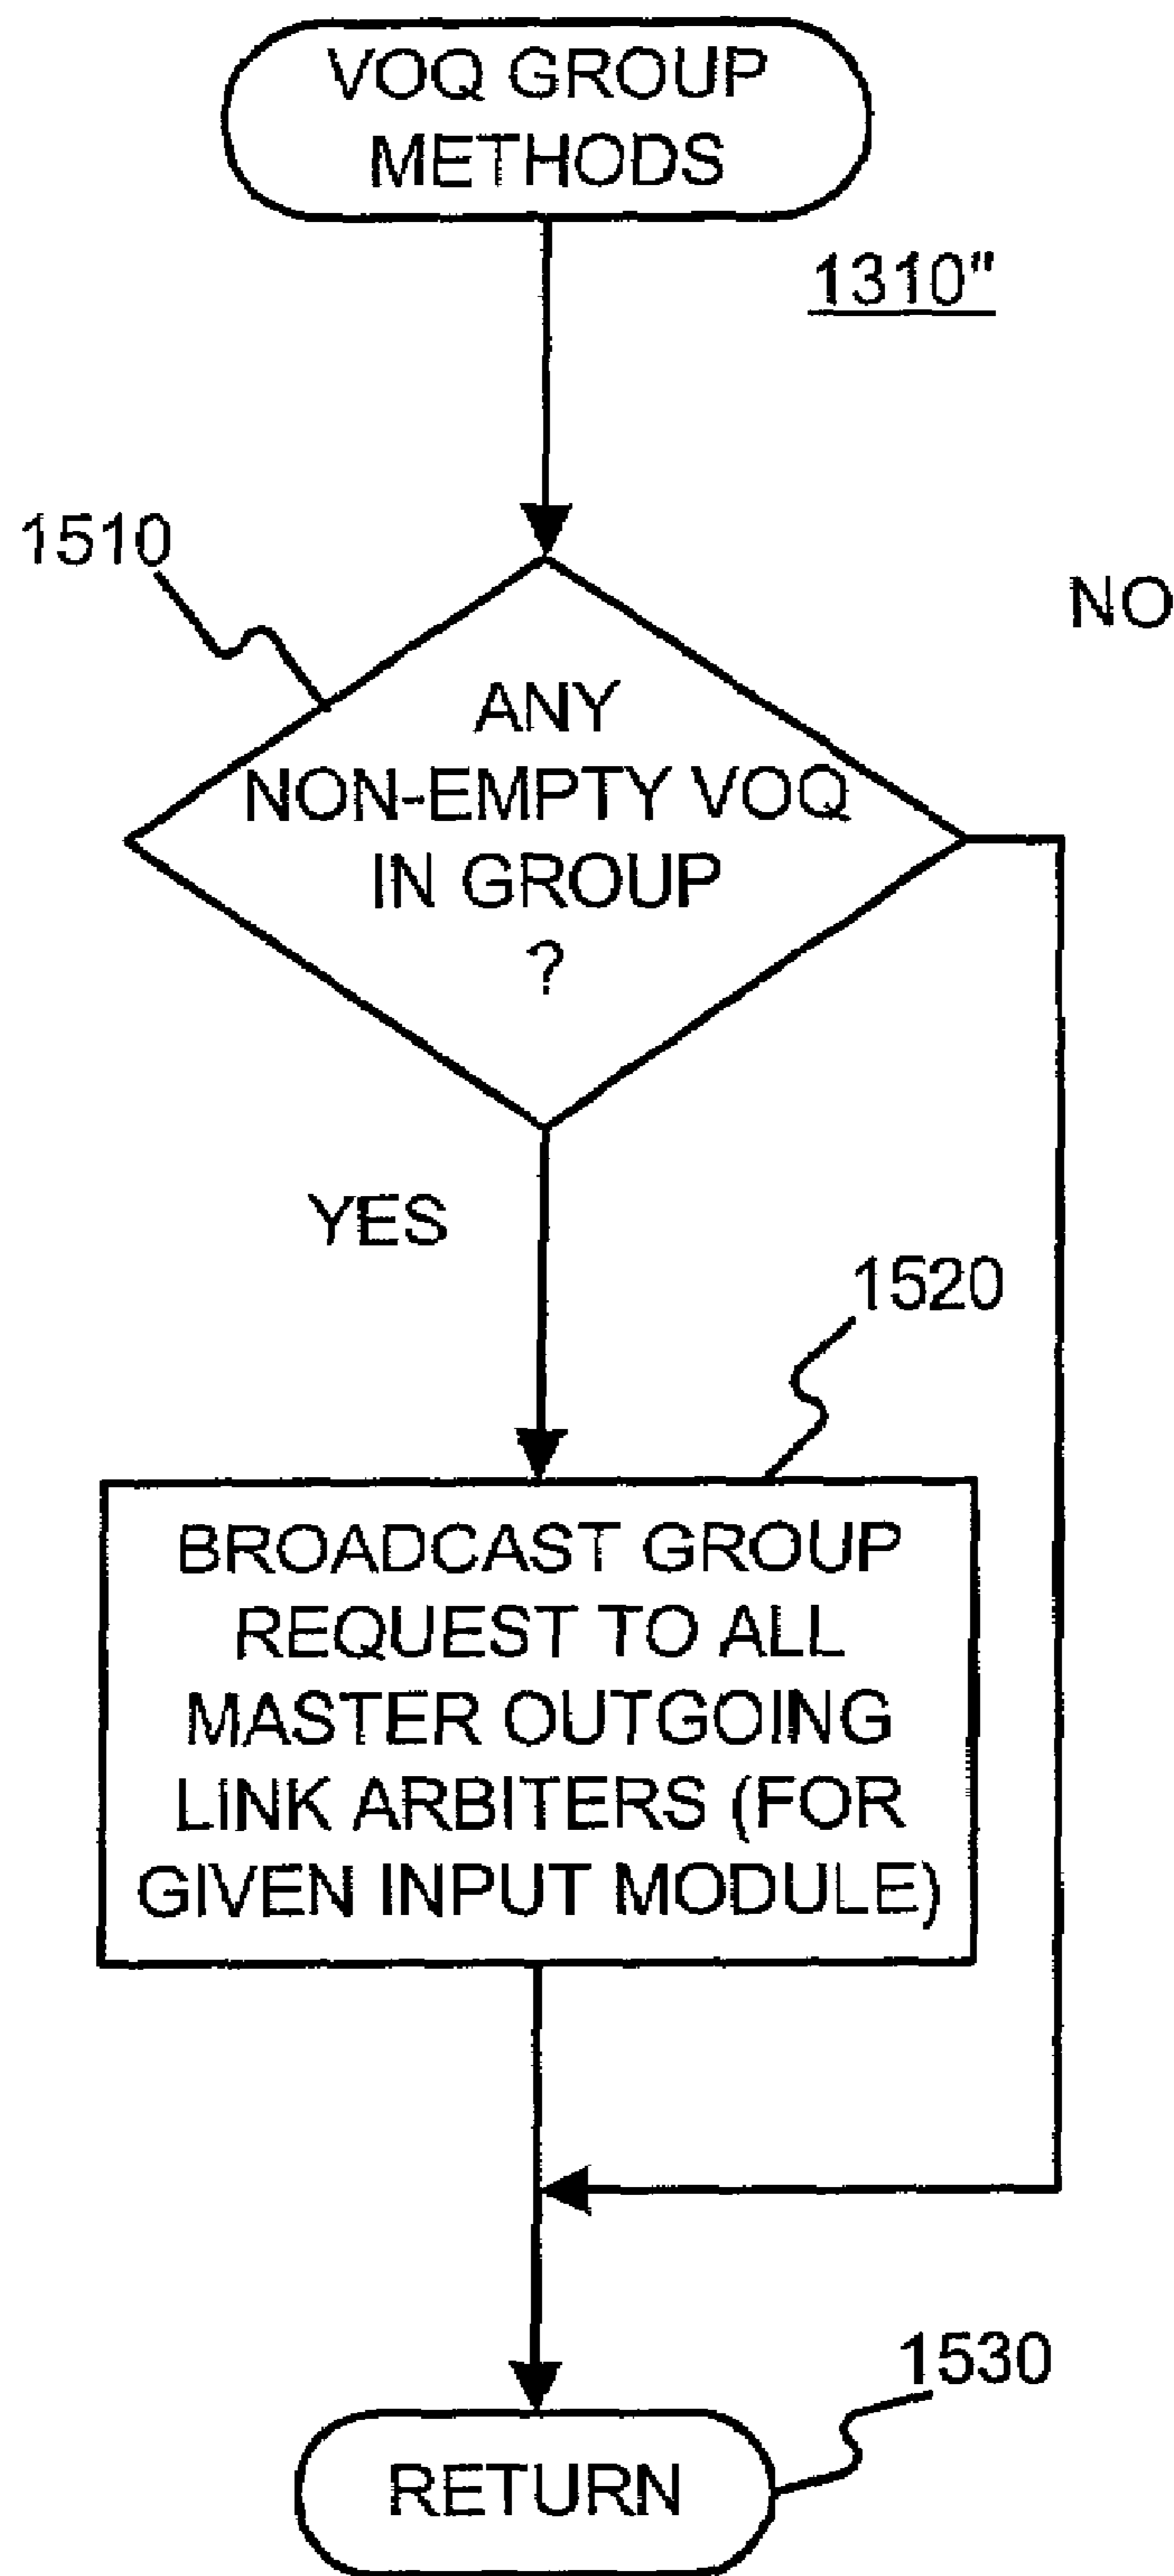 VOQ GROUP
METHODS
1310"
1510
NO
ANY
NON-EMPTY VOQ
IN GROUP
?
YES
1520
BROADCAST GROUP
REQUEST TO ALL
MASTER OUTGOING
LINK ARBITERS (FOR
GIVEN INPUT MODULE)
1530
RETURN